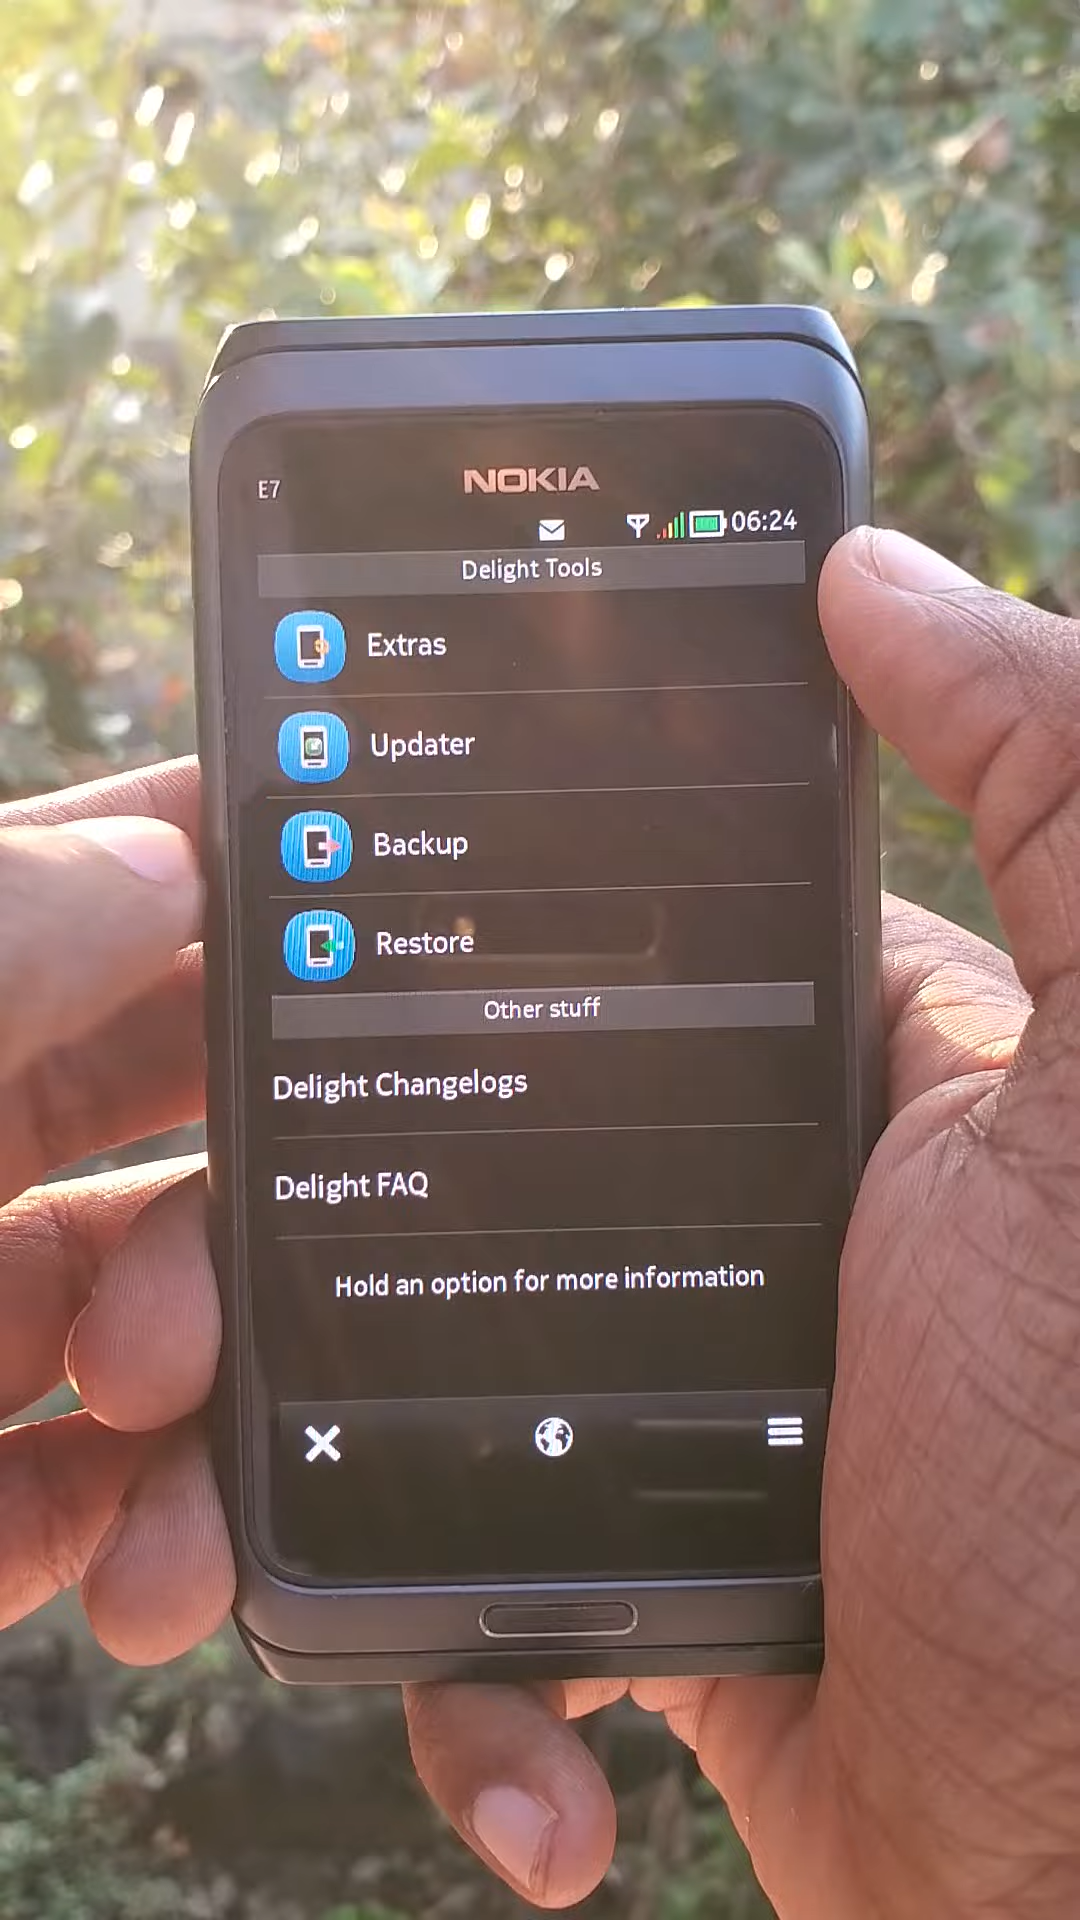 E7
NOKIA
06:24
Delight Tools
Extras
Updater
Backup
Restore
Other stuff
Delight Changelogs
Delight FAQ
Hold an option for more information